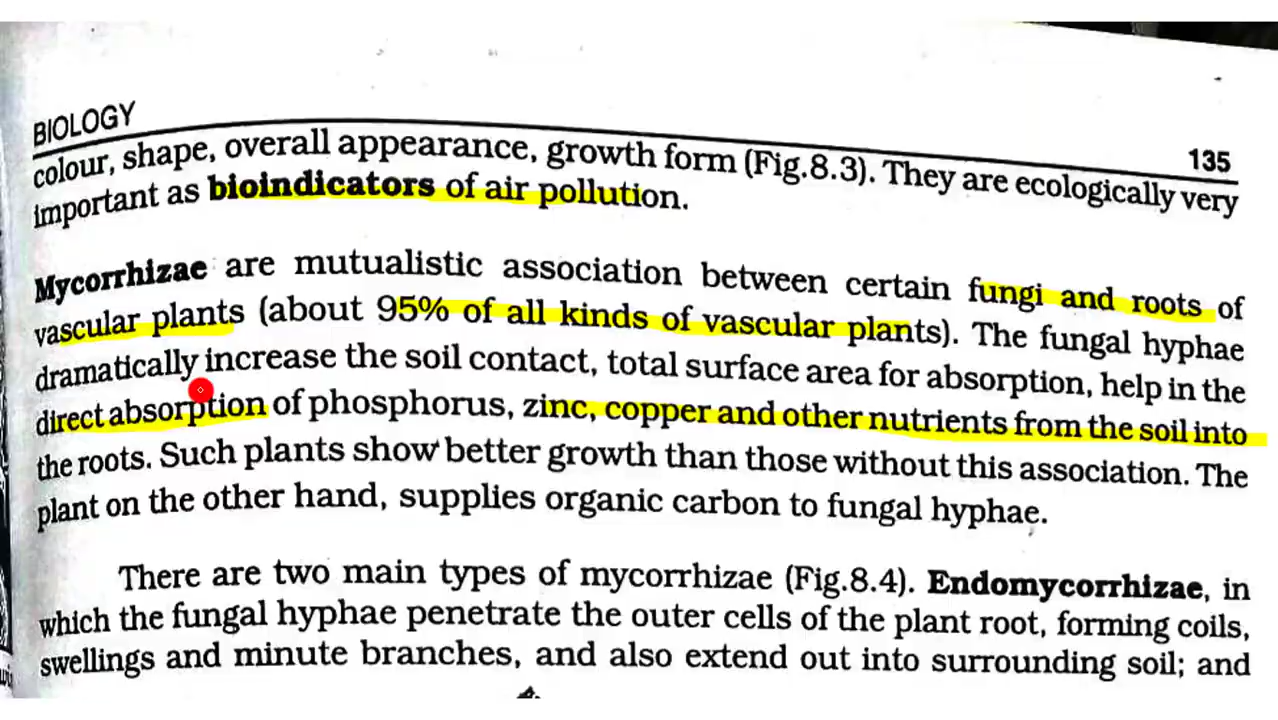 BIOLOGY
135
colour, shape, overall appearance, growth form (Fig.8.3). They are ecologically very
important as bioindicators of air pollution.
Mycorrhizae are mutualistic association between certain fungi and roots of
vascular plants (about 95% of all kinds of vascular plants). The fungal hyphae
dramatically increase the soil contact, total surface area for absorption, help in the
direct absorption of phosphorus, zinc, copper and other nutrients from the soil into
the roots. Such plants show better growth than those without this association. The
plant on the other hand, supplies organic carbon to fungal hyphae.
There are two main types of mycorrhizae (Fig.8.4). Endomycorrhizae, in
which the fungal hyphae penetrate the outer cells of the plant root, forming coils,
swellings and minute branches, and also extend out into surrounding soil; and